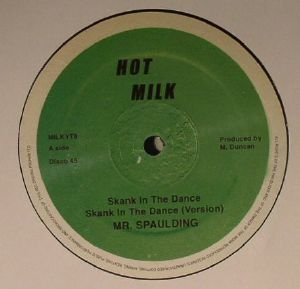 HOT
MILK
MILKYT8
A side
Disco 45
Produced by
M. Duncan
Skank In The Dance
Skank In The Dance (Version)
MR. SPAULDING